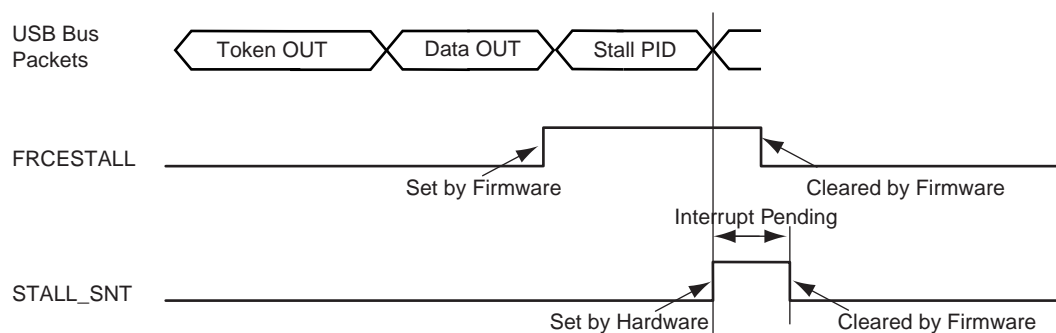 USB Bus
Packets
Token OUT
Data OUT
Stall PID
FRCESTALL
Set by Firmware
Cleared by Firmware
Interrupt Pending
STALL_SNT
Set by Hardware
Cleared by Firmware